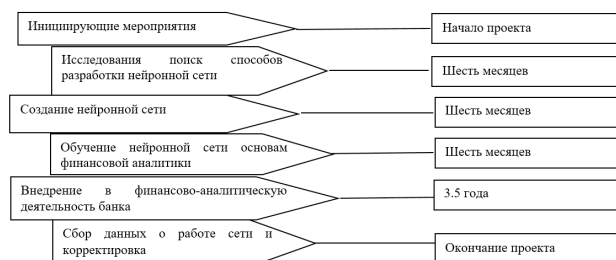 Инициирующие мероприятия
Начало проекта
Исследования поиск способов
разработки нейронной сети
Шесть месяцев
Создание нейронной сети
Шесть месяцев
Обучение нейронной сети основам
финансовой аналитики
Шесть месяцев
Внедрение в финансово-аналитическую
деятельность банка
3.5 года
Сбор данных о работе сети и
корректировка
Окончание проекта